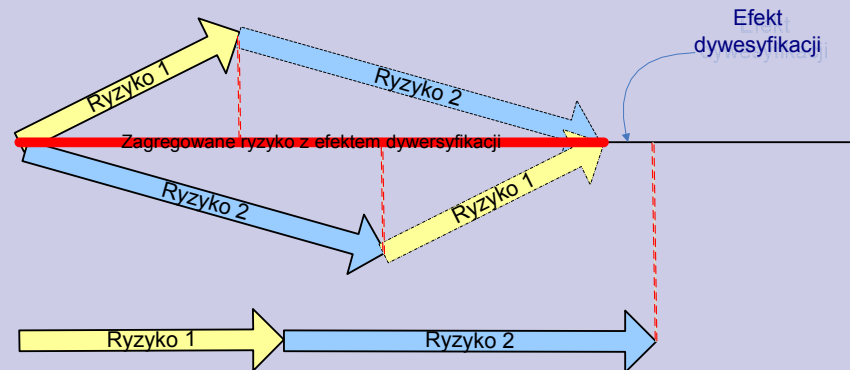 Efekt
dywesyfikacji
Ryzyko 1
Ryzyko 2
Zagregowane ryzyko z efektem dywersyfikacji
Ryzyko 2
Ryzyko 1
Ryzyko 1
Ryzyko 2